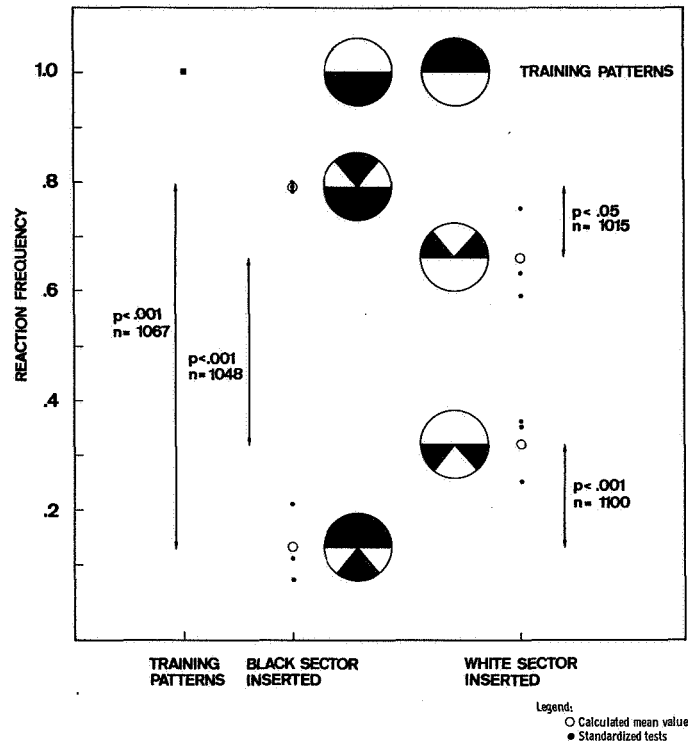 1.0
TRAINING PATTERNS
.8
p< .05
n= 1015
REACTION FREQUENCY
.6
p<.001
n= 1067
p<.001
n= 1048
.4
p< .001
n= 1100
.2
TRAINING
PATTERNS
BLACK SECTOR
INSERTED
WHITE SECTOR
INSERTED
Legend:
Calculated mean value
Standardized tests